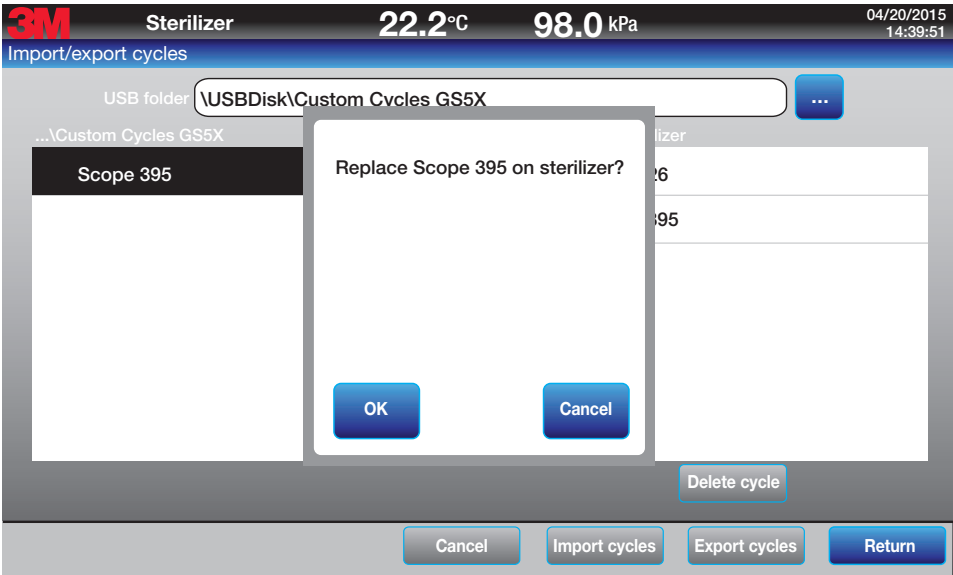 3M Sterilizer 22.2°C 98.0 kPa 04/20/2015
14:39:51
Import/export cycles
USB folder \USBDisk\Custom Cycles GS5X ...
...\Custom Cycles GS5X
Scope 395
Replace Scope 395 on sterilizer?
395
OK Cancel
Delete cycle
Cancel Import cycles Export cycles Return